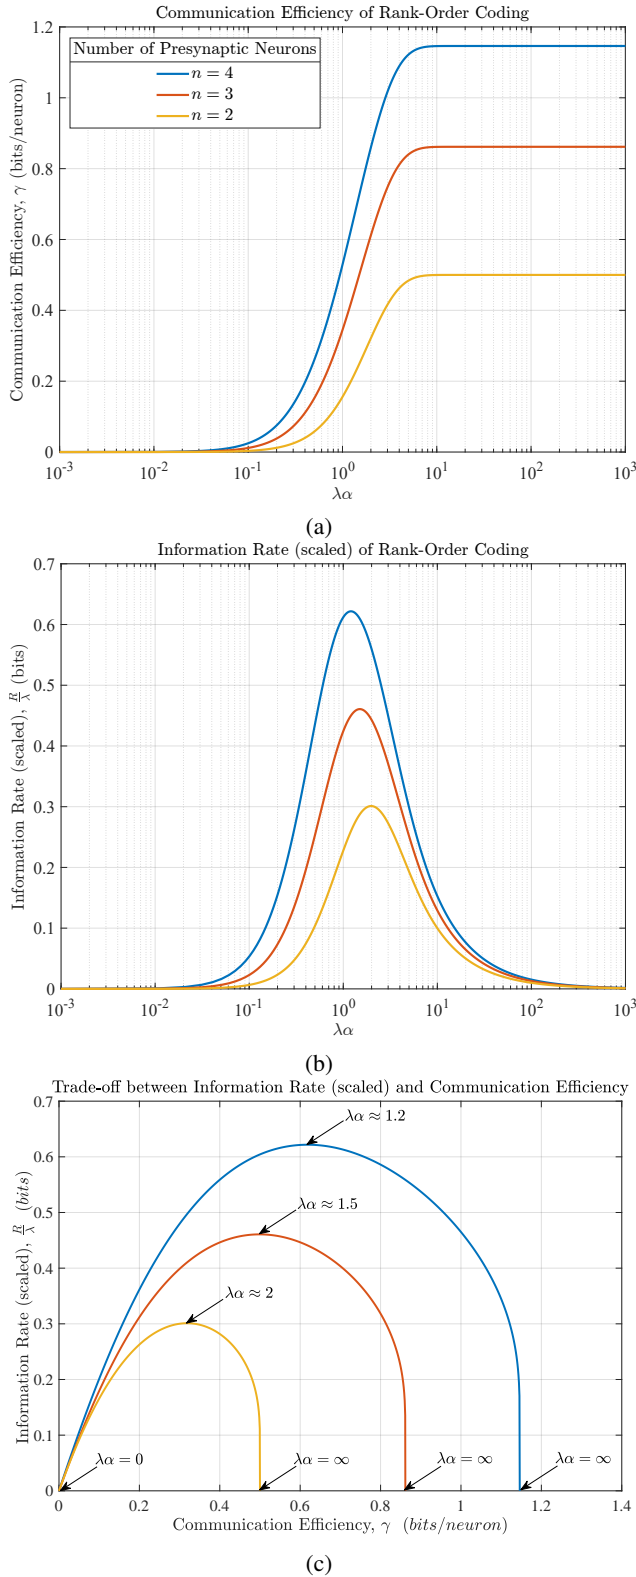 Communication Efficiency of Rank-Order Coding
Number of Presynaptic Neurons
n = 4
n = 3
n = 2
Communication Efficiency, γ (bits/neuron)
1.2
1
0.8
0.6
0.4
0.2
0
10^-3 10^-2 10^-1 10^0 10^1 10^2 10^3
λα
(a)
Information Rate (scaled) of Rank-Order Coding
Information Rate (scaled), R/λ (bits)
0.7
0.6
0.5
0.4
0.3
0.2
0.1
0
10^-3 10^-2 10^-1 10^0 10^1 10^2 10^3
λα
(b)
Trade-off between Information Rate (scaled) and Communication Efficiency
Information Rate (scaled), R/λ (bits)
0.7
0.6
0.5
0.4
0.3
0.2
0.1
0
λα ≈ 1.2
λα ≈ 1.5
λα ≈ 2
λα = 0
λα = ∞
λα = ∞
λα = ∞
0 0.2 0.4 0.6 0.8 1 1.2 1.4
Communication Efficiency, γ (bits/neuron)
(c)